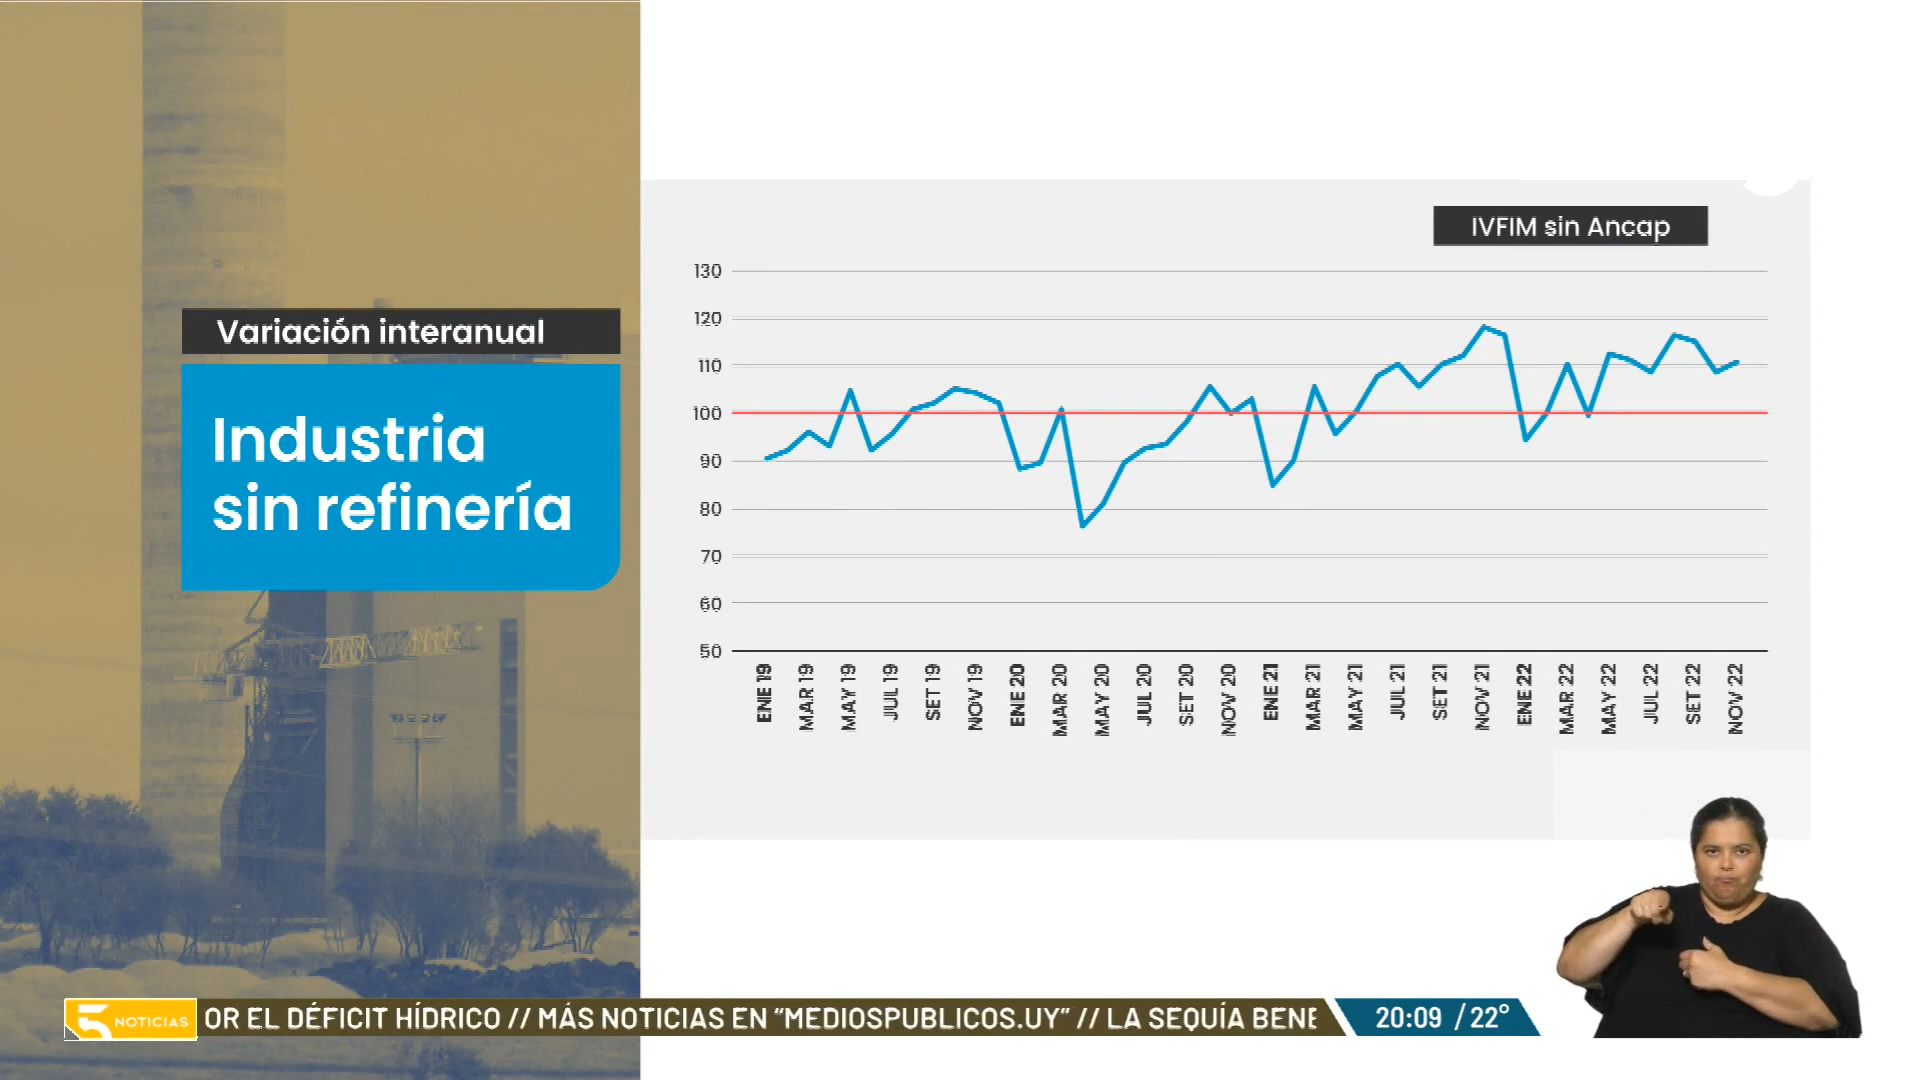 Variación interanual
Industria
sin refinería
IVFIM sin Ancap
130
120
110
100
90
80
70
60
50
ENE 19
MAR 19
MAY 19
JUL 19
SET 19
NOV 19
ENE 20
MAR 20
MAY 20
JUL 20
SET 20
NOV 20
ENE 21
MAR 21
MAY 21
JUL 21
SET 21
NOV 21
ENE 22
MAR 22
MAY 22
JUL 22
SET 22
NOV 22
5 NOTICIAS
OR EL DÉFICIT HÍDRICO // MÁS NOTICIAS EN “MEDIOSPUBLICOS.UY” // LA SEQUÍA BENE
20:09 / 22°